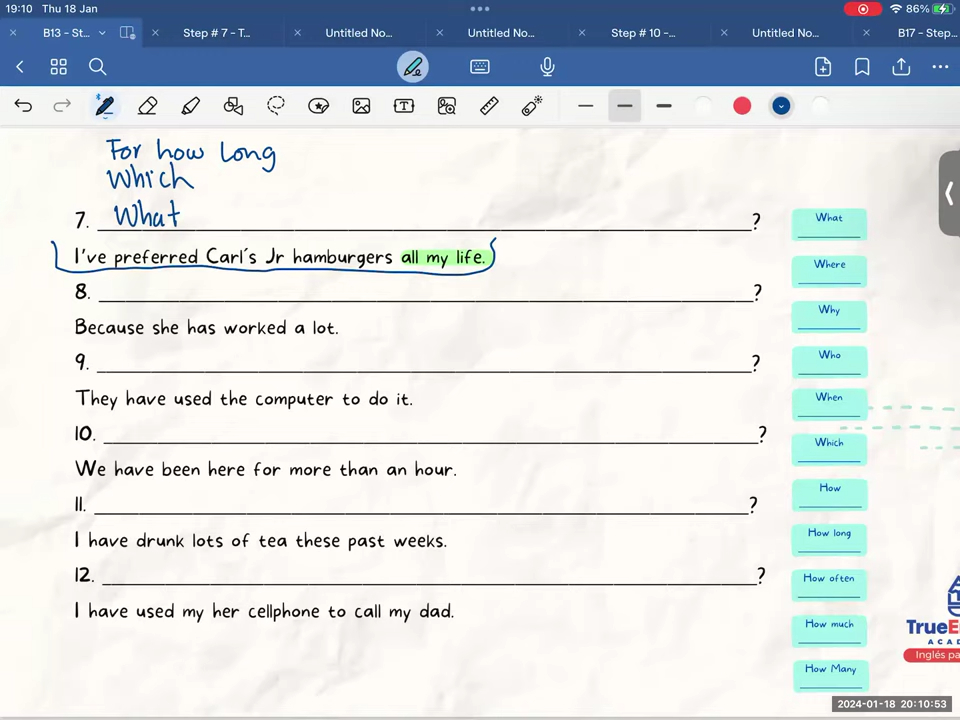 19:10 Thu 18 Jan
86%
B13 - St...
Step # 7 - T...
Untitled No...
Untitled No...
Step # 10 -...
Untitled No...
B17 - Step...
For how long
Which
7. What ?
I've preferred Carl's Jr hamburgers all my life.
8. ?
Because she has worked a lot.
9. ?
They have used the computer to do it.
10. ?
We have been here for more than an hour.
11. ?
I have drunk lots of tea these past weeks.
12. ?
I have used my her cellphone to call my dad.
What
Where
Why
Who
When
Which
How
How long
How often
How much
How Many
ACAD
Inglés pa
2024-01-18 20:10:53